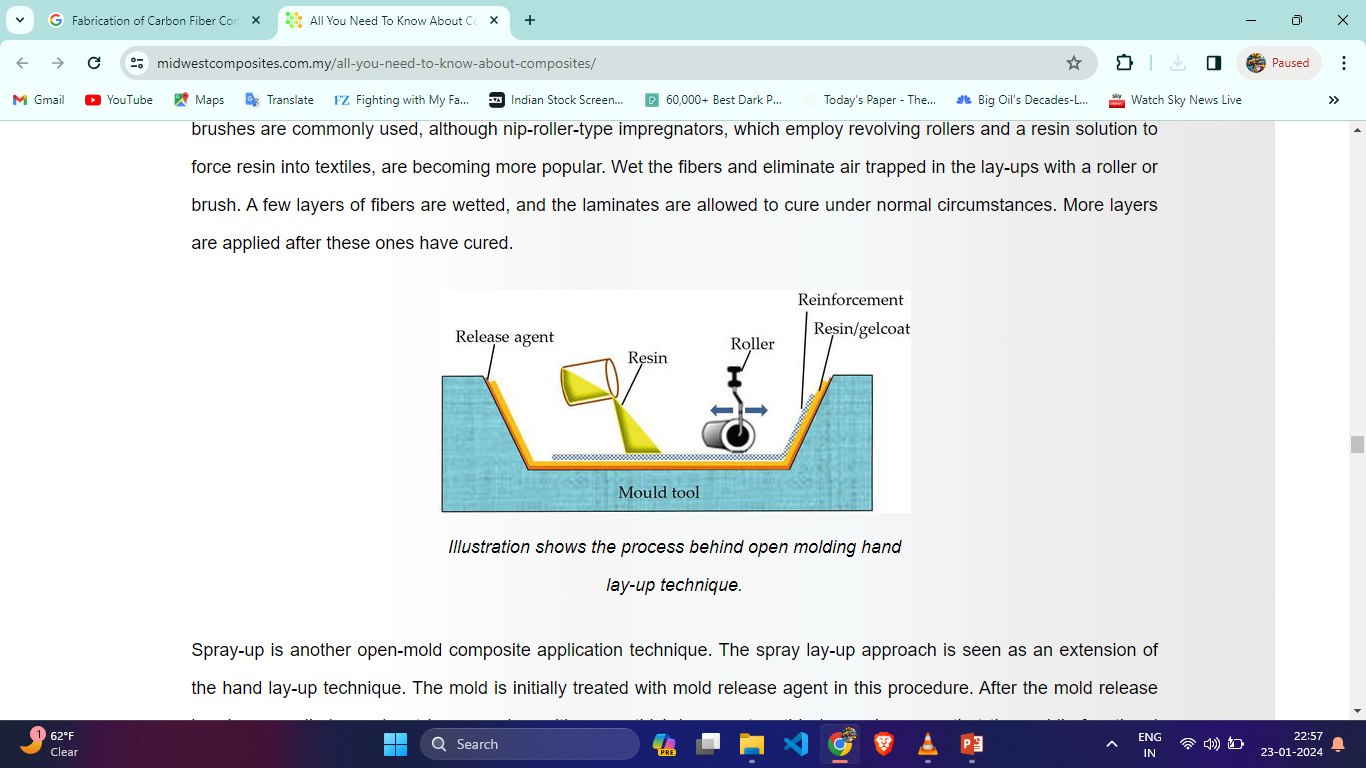 Fabrication of Carbon Fiber Con
All You Need To Know About Co
midwestcomposites.com.my/all-you-need-to-know-about-composites/
Paused
Gmail
YouTube
Maps
Translate
FZ Fighting with My Fa...
Indian Stock Screen...
60,000+ Best Dark P...
Today's Paper - The...
Big Oil's Decades-L...
sky
Watch Sky News Live
brushes are commonly used, although nip-roller-type impregnators, which employ revolving rollers and a resin solution to
force resin into textiles, are becoming more popular. Wet the fibers and eliminate air trapped in the lay-ups with a roller or
brush. A few layers of fibers are wetted, and the laminates are allowed to cure under normal circumstances. More layers
are applied after these ones have cured.
Reinforcement
Release agent
Resin
Roller
Resin/gelcoat
Mould tool
Illustration shows the process behind open molding hand
lay-up technique.
Spray-up is another open-mold composite application technique. The spray lay-up approach is seen as an extension of
the hand lay-up technique. The mold is initially treated with mold release agent in this procedure. After the mold release
1
62°F
Clear
Search
PRE
ENG
IN
22:57
23-01-2024